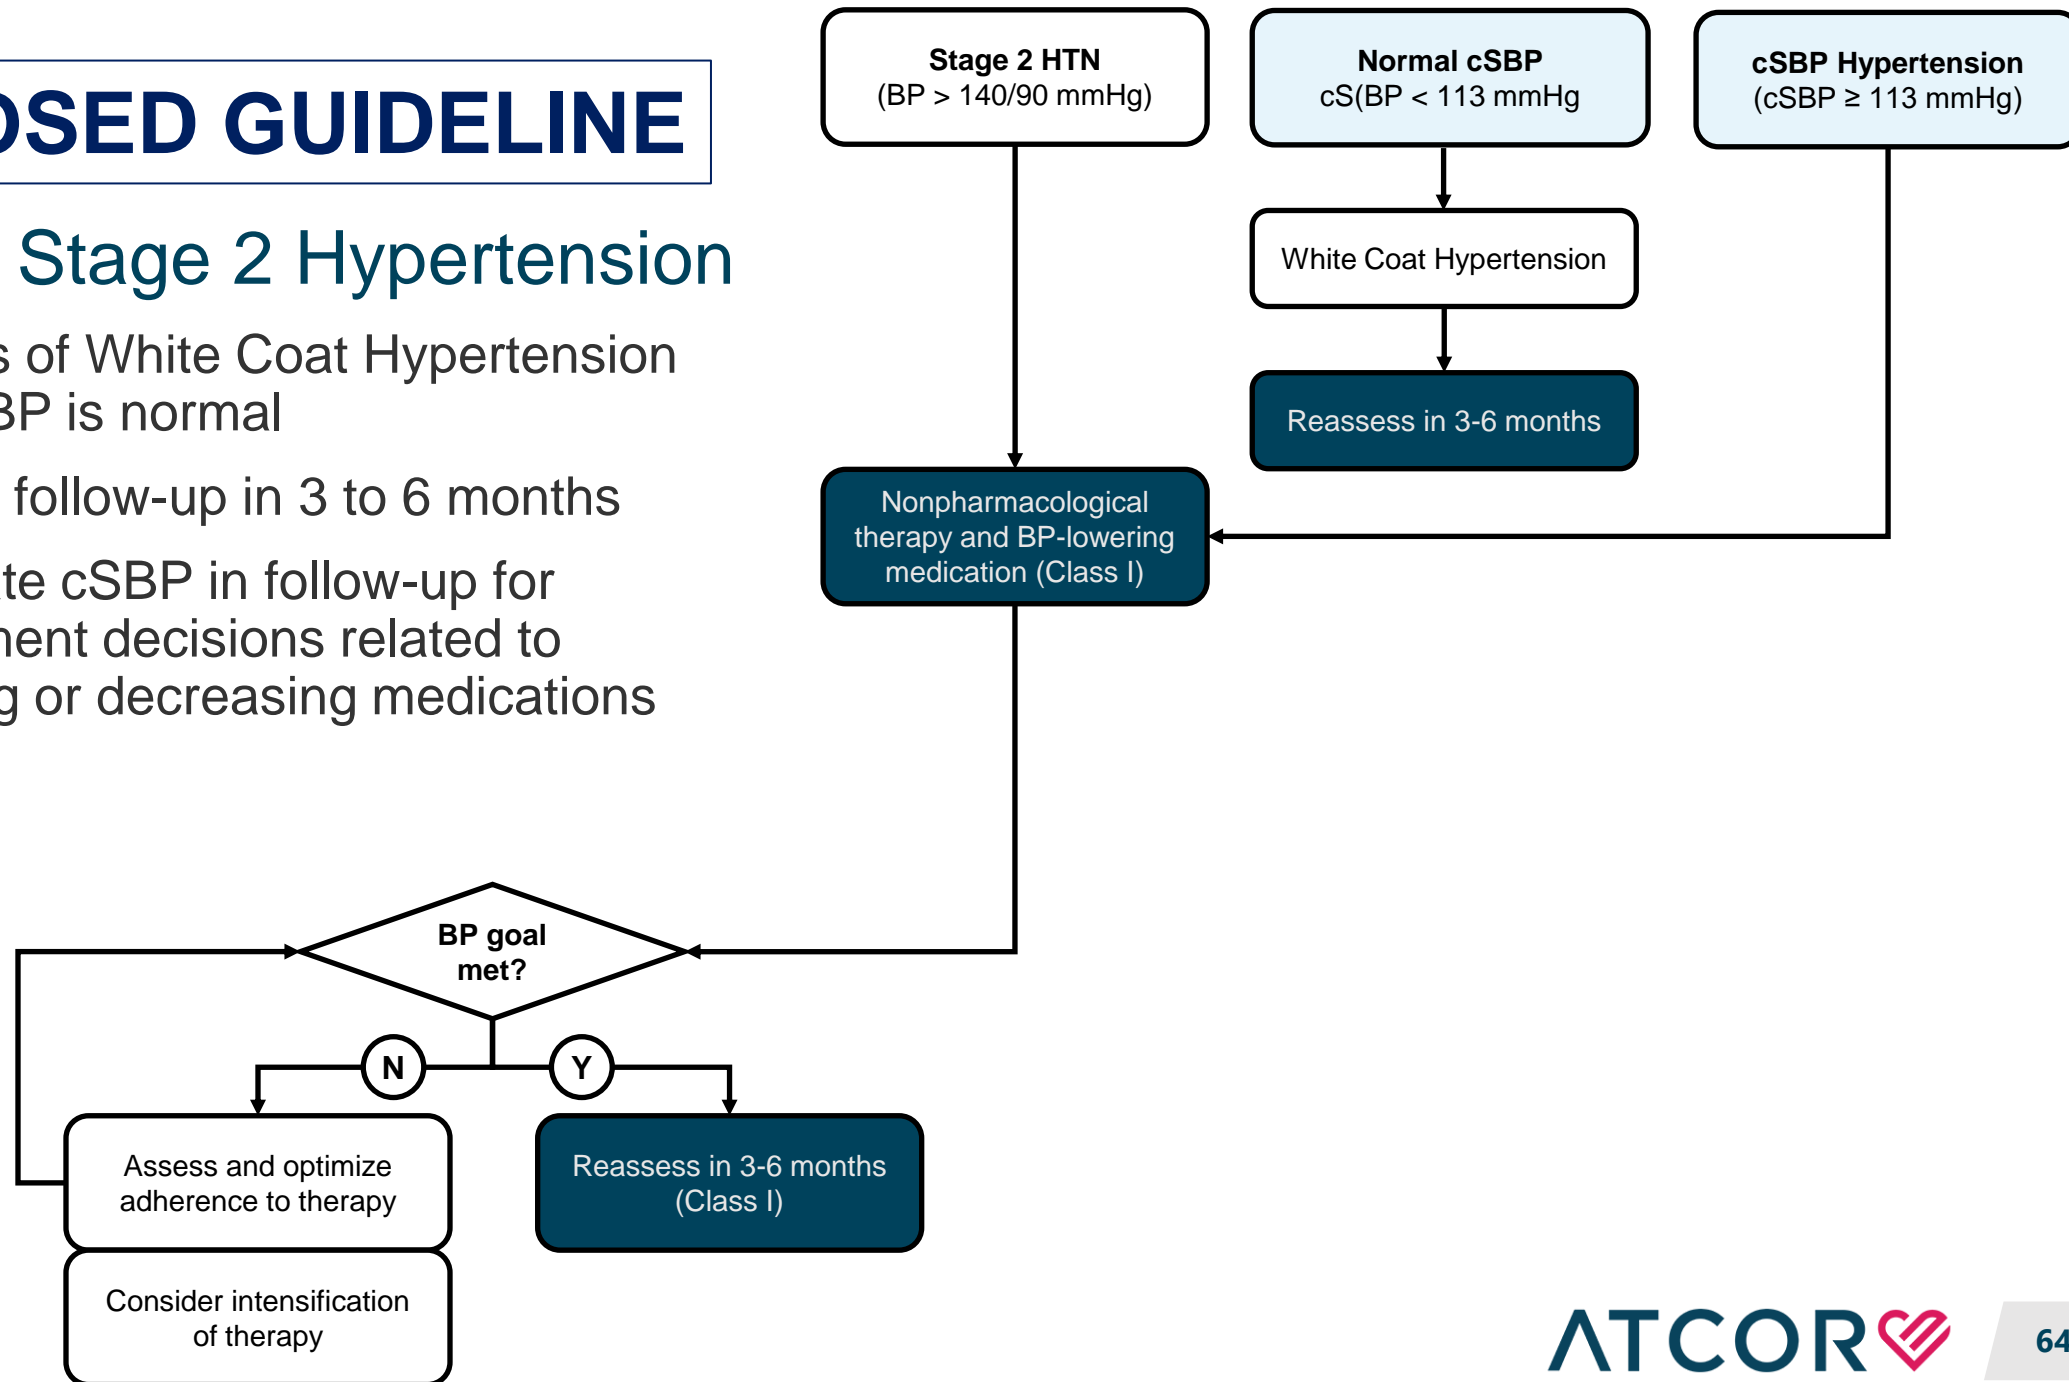 OSED GUIDELINE
Stage 2 Hypertension
s of White Coat Hypertension
BP is normal
follow-up in 3 to 6 months
te cSBP in follow-up for
ment decisions related to
g or decreasing medications
Stage 2 HTN
(BP > 140/90 mmHg)
Normal cSBP
cS(BP < 113 mmHg
cSBP Hypertension
(cSBP ≥ 113 mmHg)
White Coat Hypertension
Reassess in 3-6 months
Nonpharmacological
therapy and BP-lowering
medication (Class I)
BP goal
met?
N
Y
Assess and optimize
adherence to therapy
Reassess in 3-6 months
(Class I)
Consider intensification
of therapy
ATCOR
64